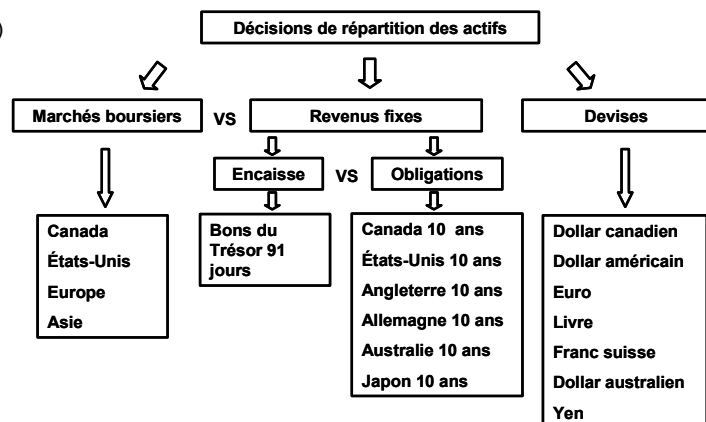 )
Décisions de répartition des actifs
Marchés boursiers
VS
Revenus fixes
Devises
Encaisse
VS
Obligations
Canada
États-Unis
Europe
Asie
Bons du
Trésor 91
jours
Canada 10 ans
États-Unis 10 ans
Angleterre 10 ans
Allemagne 10 ans
Australie 10 ans
Japon 10 ans
Dollar canadien
Dollar américain
Euro
Livre
Franc suisse
Dollar australien
Yen